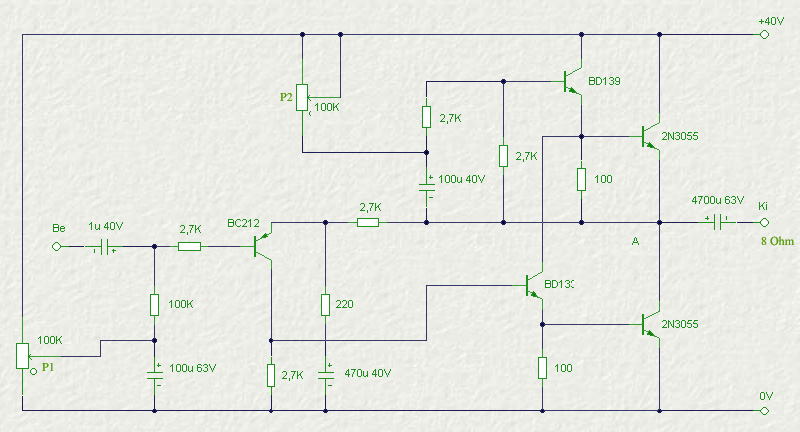 +40V
P2
100K
BD139
2,7K
2N3055
2,7K
100u 40V
100
4700u 63V
Ki
Be
1u 40V
2,7K
BC212
2,7K
A
8 Ohm
100K
220
2N3055
100K
P1
100u 63V
2,7K
470u 40V
100
0V